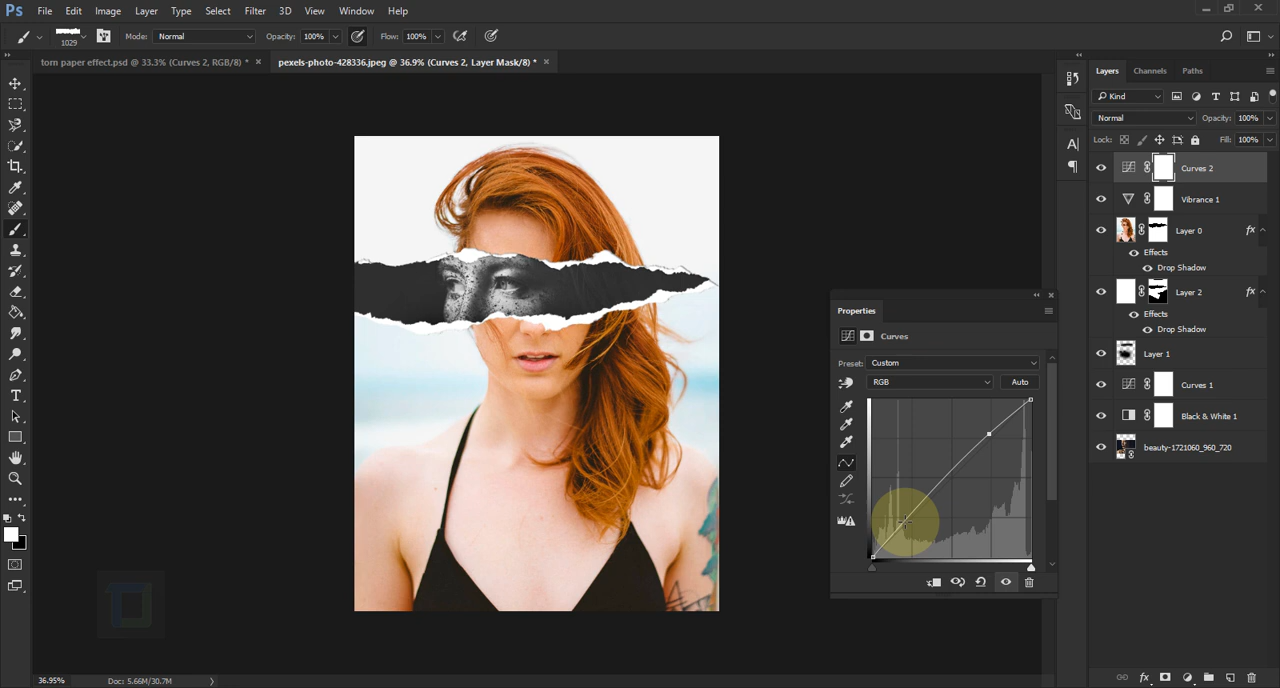 Ps File Edit Image Layer Type Select Filter 3D View Window Help
1029 Mode: Normal Opacity: 100% Flow: 100%
torn paper effect.psd @ 33.3% (Curves 2, RGB/8) * × pexels-photo-428336.jpeg @ 36.9% (Curves 2, Layer Mask/8) * ×
Layers Channels Paths
Kind
Normal Opacity: 100%
Lock: Fill: 100%
Curves 2
Vibrance 1
Layer 0 fx
Effects
Drop Shadow
Layer 2 fx
Effects
Drop Shadow
Layer 1
Curves 1
Black & White 1
beauty-1721060_960_720
Properties
Curves
Preset: Custom
RGB Auto
36.95% Doc: 5.66M/30.7M
fx